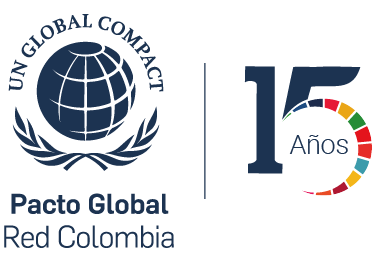 UN GLOBAL COMPACT
Pacto Global
Red Colombia
15
Años